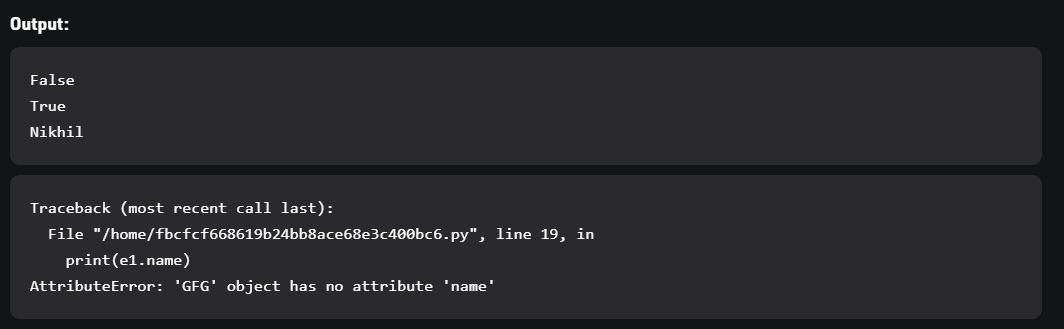 Output:
False
True
Nikhil
Traceback (most recent call last):
  File "/home/fbcfcf668619b24bb8ace68e3c400bc6.py", line 19, in
    print(e1.name)
AttributeError: 'GFG' object has no attribute 'name'